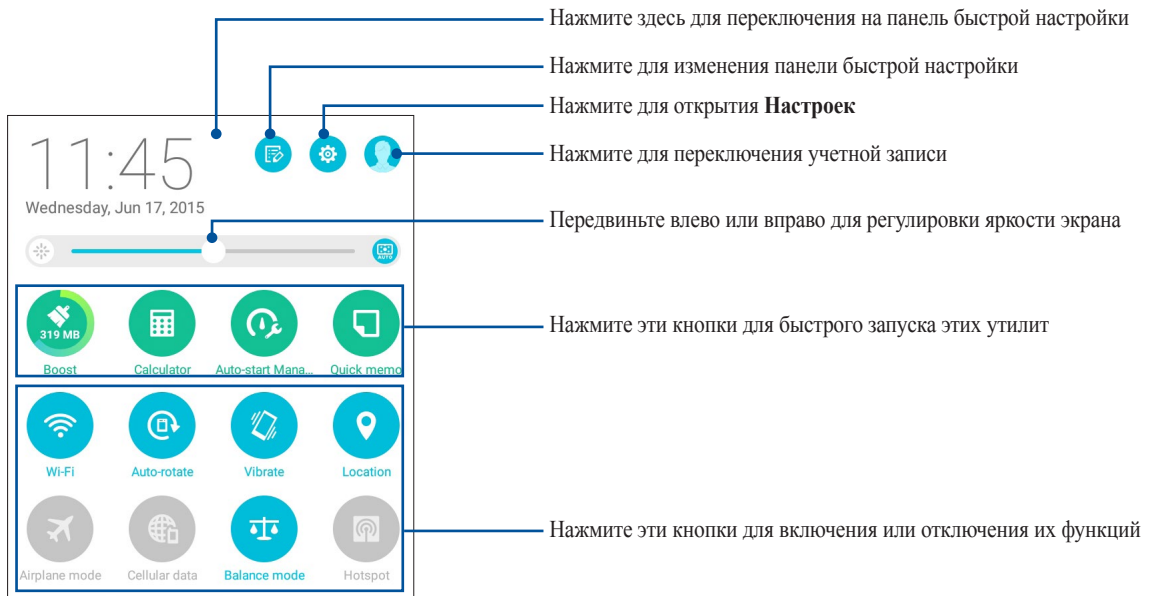 Нажмите здесь для переключения на панель быстрой настройки
Нажмите для изменения панели быстрой настройки
Нажмите для открытия Настроек
Нажмите для переключения учетной записи
11:45
Wednesday, Jun 17, 2015
Передвиньте влево или вправо для регулировки яркости экрана
AUTO
319 MB
Boost
Calculator
Auto-start Mana...
Quick memo
Нажмите эти кнопки для быстрого запуска этих утилит
Wi-Fi
Auto-rotate
Vibrate
Location
Airplane mode
Cellular data
Balance mode
Hotspot
Нажмите эти кнопки для включения или отключения их функций